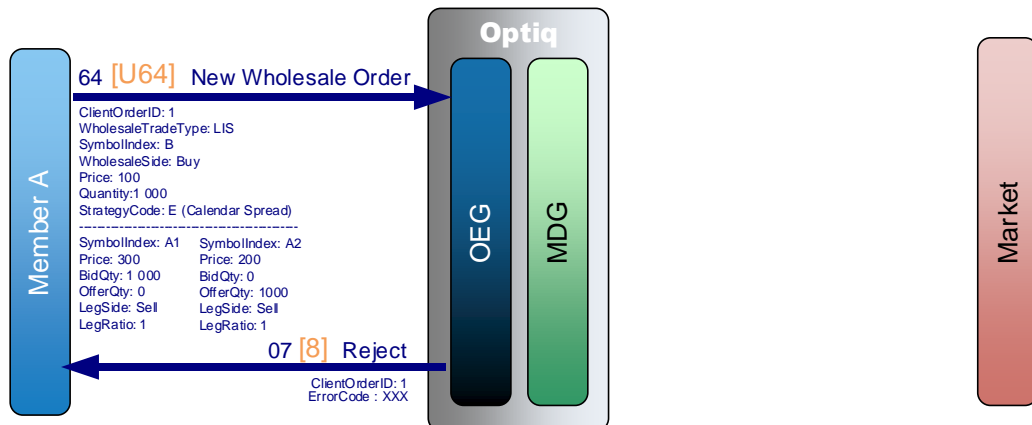 Optiq
64 [U64] New Wholesale Order
ClientOrderID: 1
WholesaleTradeType: LIS
SymbolIndex: B
WholesaleSide: Buy
Price: 100
Quantity:1 000
StrategyCode: E (Calendar Spread)
--------------------------------------------
SymbolIndex: A1 SymbolIndex: A2
Price: 300 Price: 200
BidQty: 1 000 BidQty: 0
OfferQty: 0 OfferQty: 1000
LegSide: Sell LegSide: Sell
LegRatio: 1 LegRatio: 1
07 [8] Reject
ClientOrderID: 1
ErrorCode : XXX
Member A
OEG
MDG
Market